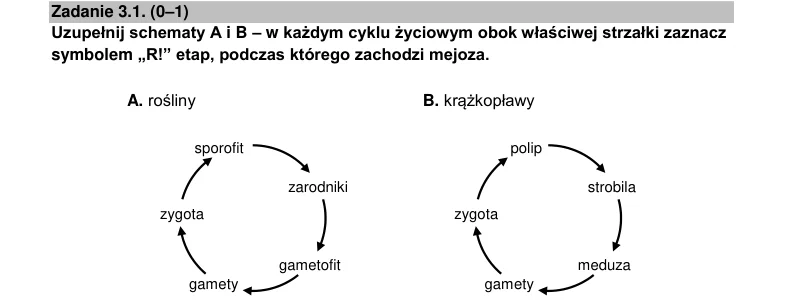 Zadanie 3.1. (0–1)
Uzupełnij schematy A i B – w każdym cyklu życiowym obok właściwej strzałki zaznacz
symbolem „R!” etap, podczas którego zachodzi mejoza.
A. rośliny
sporofit
zarodniki
gametofit
gamety
zygota
B. krążkopławy
polip
strobila
meduza
gamety
zygota